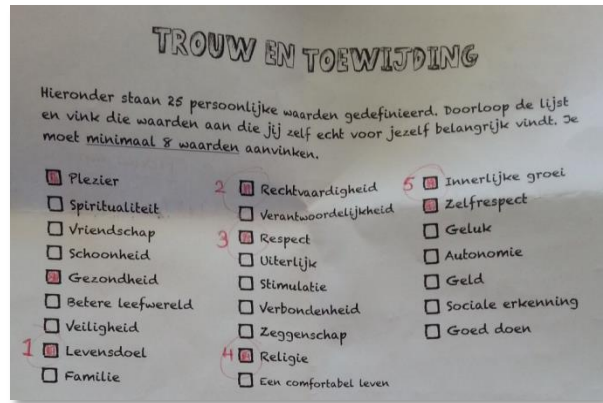 TROUW EN TOEWIJDING
Hieronder staan 25 persoonlijke waarden gedefinieerd. Doorloop de lijst
en vink die waarden aan die jij zelf echt voor jezelf belangrijk vindt. Je
moet minimaal 8 waarden aanvinken.
Plezier
Spiritualiteit
Vriendschap
Schoonheid
Gezondheid
Betere leefwereld
Veiligheid
1 Levensdoel
Familie
2 Rechtvaardigheid
Verantwoordelijkheid
3 Respect
Uiterlijk
Stimulatie
Verbondenheid
Zeggenschap
4 Religie
Een comfortabel leven
5 Innerlijke groei
Zelfrespect
Geluk
Autonomie
Geld
Sociale erkenning
Goed doen